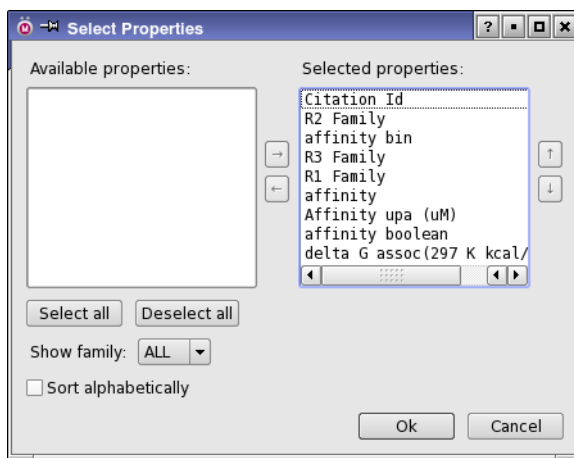 Select Properties
Available properties:
Selected properties:
Citation Id
R2 Family
affinity bin
R3 Family
R1 Family
affinity
Affinity upa (uM)
affinity boolean
delta G assoc(297 K kcal/
Select all
Deselect all
Show family: ALL
Sort alphabetically
Ok
Cancel